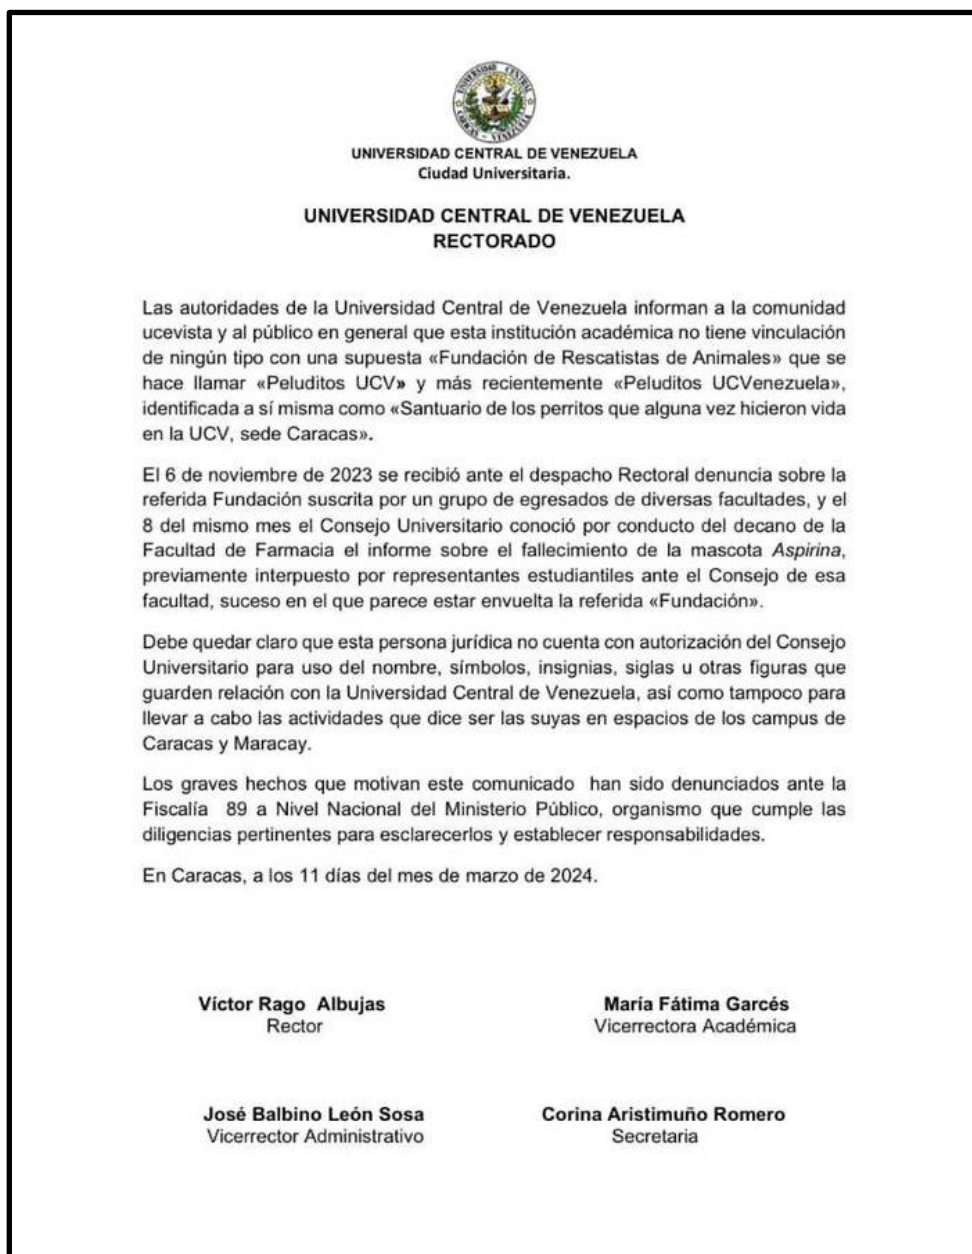 UNIVERSIDAD CENTRAL DE VENEZUELA
Ciudad Universitaria.
UNIVERSIDAD CENTRAL DE VENEZUELA
RECTORADO
Las autoridades de la Universidad Central de Venezuela informan a la comunidad
ucevista y al público en general que esta institución académica no tiene vinculación
de ningún tipo con una supuesta «Fundación de Rescatistas de Animales» que se
hace llamar «Peluditos UCV» y más recientemente «Peluditos UCVenezuela»,
identificada a sí misma como «Santuario de los perritos que alguna vez hicieron vida
en la UCV, sede Caracas».
El 6 de noviembre de 2023 se recibió ante el despacho Rectoral denuncia sobre la
referida Fundación suscrita por un grupo de egresados de diversas facultades, y el
8 del mismo mes el Consejo Universitario conoció por conducto del decano de la
Facultad de Farmacia el informe sobre el fallecimiento de la mascota Aspirina,
previamente interpuesto por representantes estudiantiles ante el Consejo de esa
facultad, suceso en el que parece estar envuelta la referida «Fundación».
Debe quedar claro que esta persona jurídica no cuenta con autorización del Consejo
Universitario para uso del nombre, símbolos, insignias, siglas u otras figuras que
guarden relación con la Universidad Central de Venezuela, así como tampoco para
llevar a cabo las actividades que dice ser las suyas en espacios de los campus de
Caracas y Maracay.
Los graves hechos que motivan este comunicado han sido denunciados ante la
Fiscalía 89 a Nivel Nacional del Ministerio Público, organismo que cumple las
diligencias pertinentes para esclarecerlos y establecer responsabilidades.
En Caracas, a los 11 días del mes de marzo de 2024.
Víctor Rago Albujas
Rector
María Fátima Garcés
Vicerrectora Académica
José Balbino León Sosa
Vicerrector Administrativo
Corina Aristimuño Romero
Secretaria